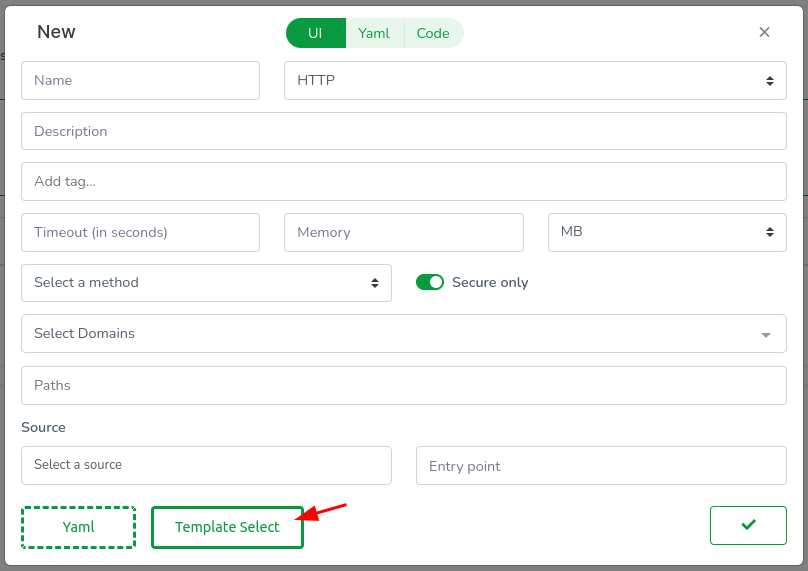 New
UI Yaml Code ×
Name HTTP
Description
Add tag...
Timeout (in seconds) Memory MB
Select a method Secure only
Select Domains
Paths
Source
Select a source Entry point
Yaml Template Select